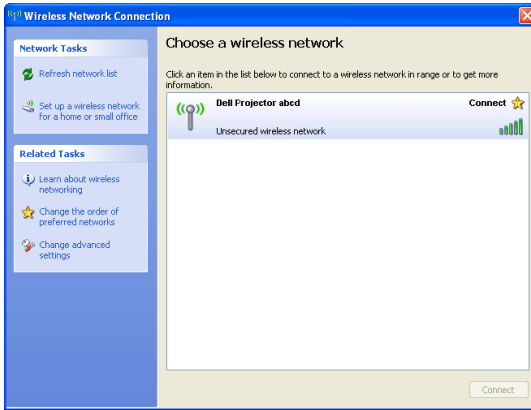 Wireless Network Connection
Network Tasks
Refresh network list
Set up a wireless network
for a home or small office
Related Tasks
Learn about wireless
networking
Change the order of
preferred networks
Change advanced
settings
Choose a wireless network
Click an item in the list below to connect to a wireless network in range or to get more
information.
Dell Projector abcd
Connect
Unsecured wireless network
Connect